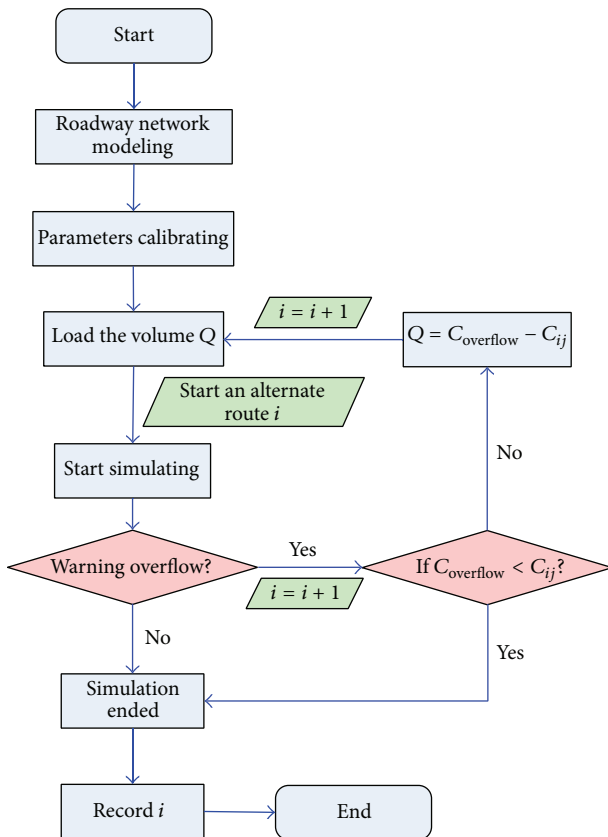 Start
Roadway network
modeling
Parameters calibrating
i = i + 1
Load the volume Q
Q = C_overflow − C_ij
Start an alternate
route i
Start simulating
No
Warning overflow?
Yes
i = i + 1
If C_overflow < C_ij?
No
Yes
Simulation
ended
Record i
End